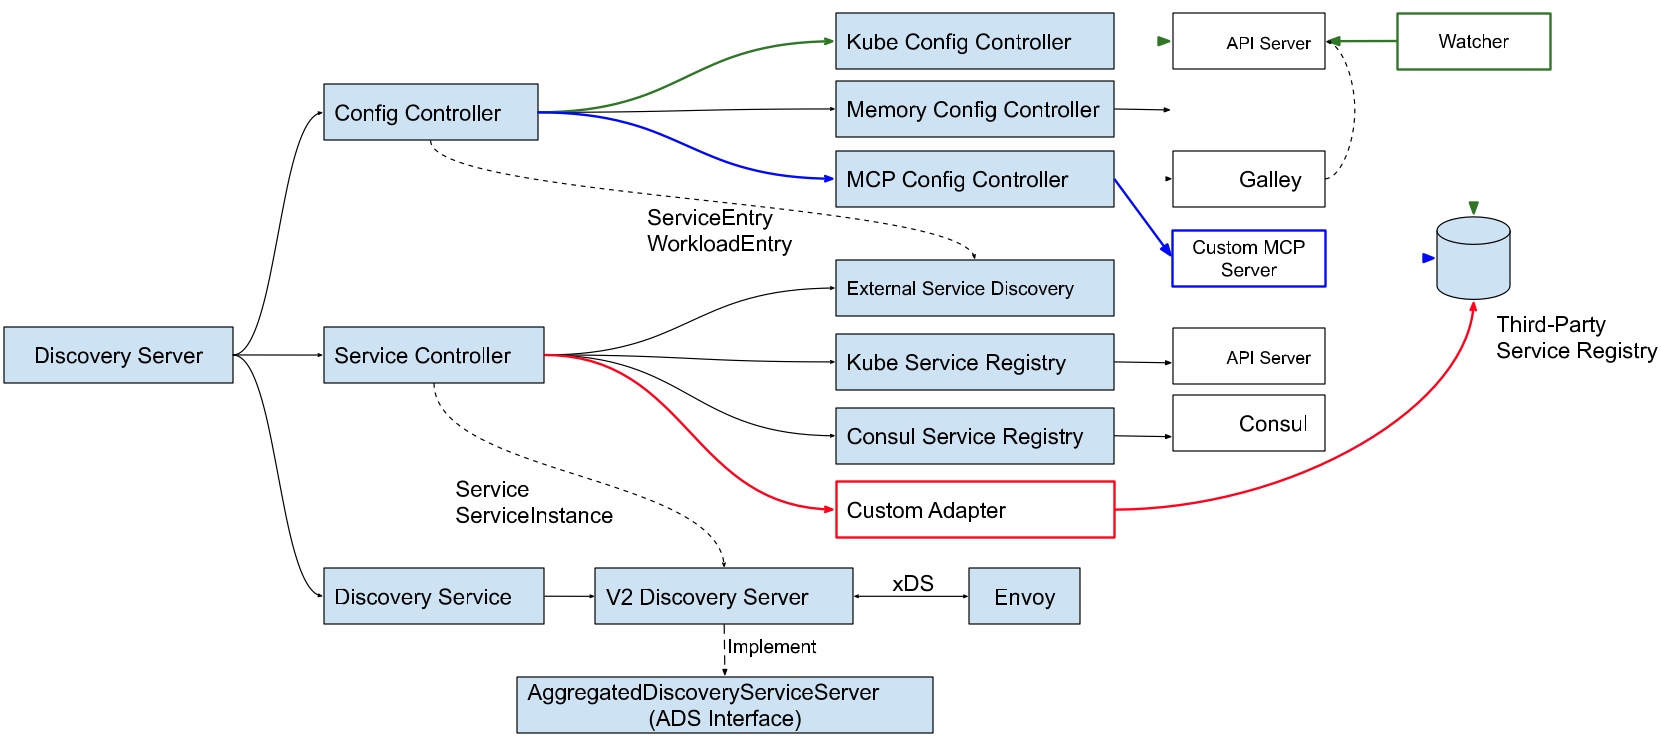 Kube Config Controller
API Server
Watcher
Config Controller
Memory Config Controller
MCP Config Controller
Galley
ServiceEntry
WorkloadEntry
Custom MCP
Server
External Service Discovery
Third-Party
Service Registry
Discovery Server
Service Controller
Kube Service Registry
API Server
Consul Service Registry
Consul
Service
ServiceInstance
Custom Adapter
Discovery Service
V2 Discovery Server
xDS
Envoy
Implement
AggregatedDiscoveryServiceServer
(ADS Interface)